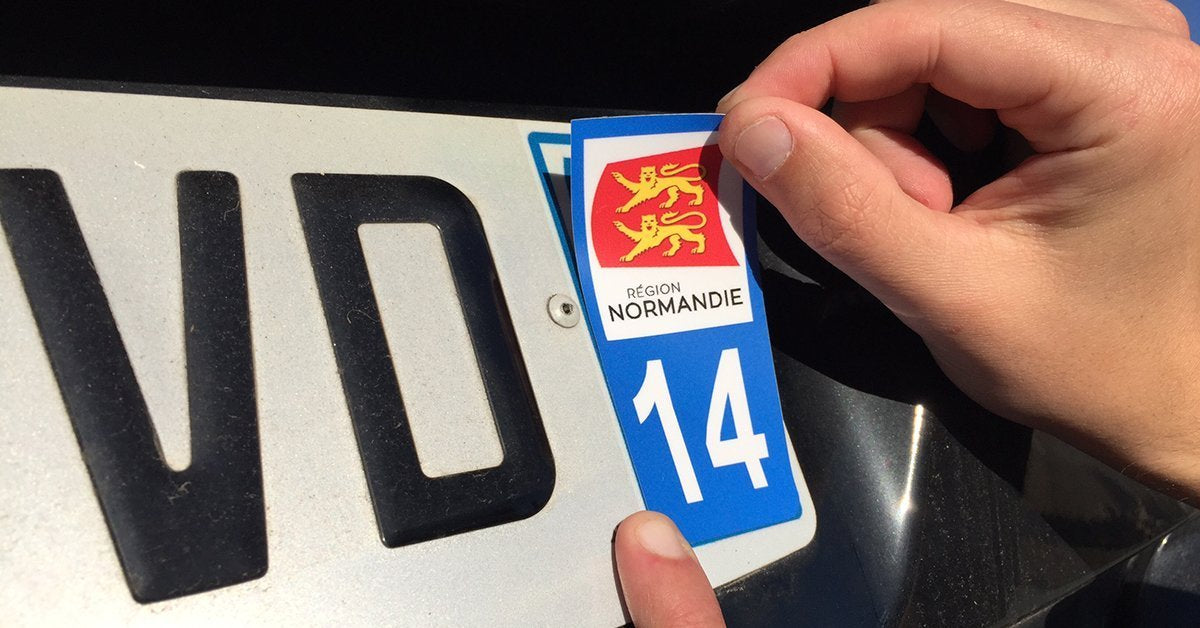 VD
RÉGION
NORMANDIE
14